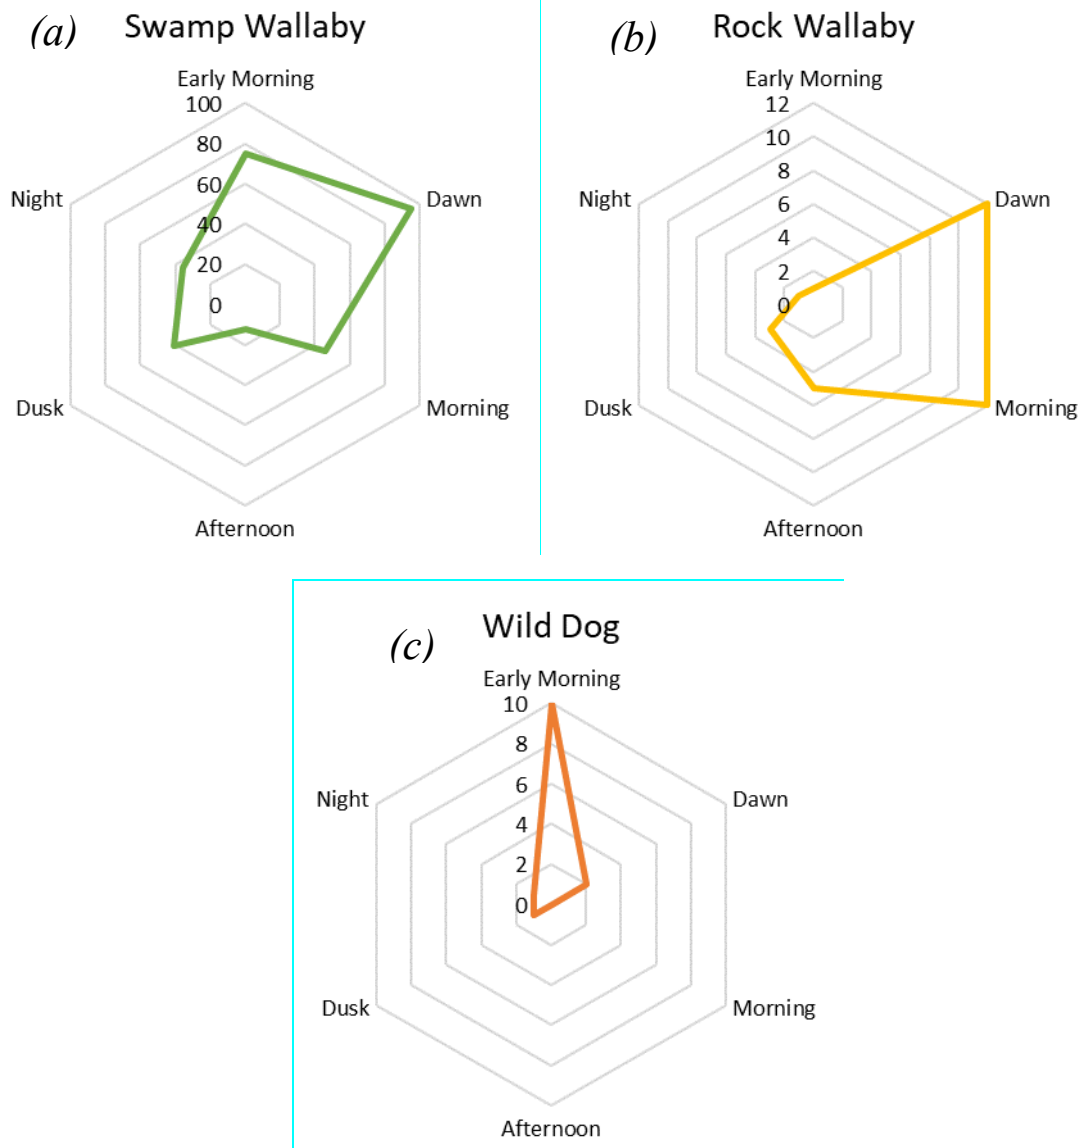 (a) Swamp Wallaby
Early Morning
100
80
60
40
20
0
Night
Dawn
Dusk
Morning
Afternoon
(b) Rock Wallaby
Early Morning
12
10
8
6
4
2
0
Night
Dawn
Dusk
Morning
Afternoon
(c) Wild Dog
Early Morning
10
8
6
4
2
0
Night
Dawn
Dusk
Morning
Afternoon